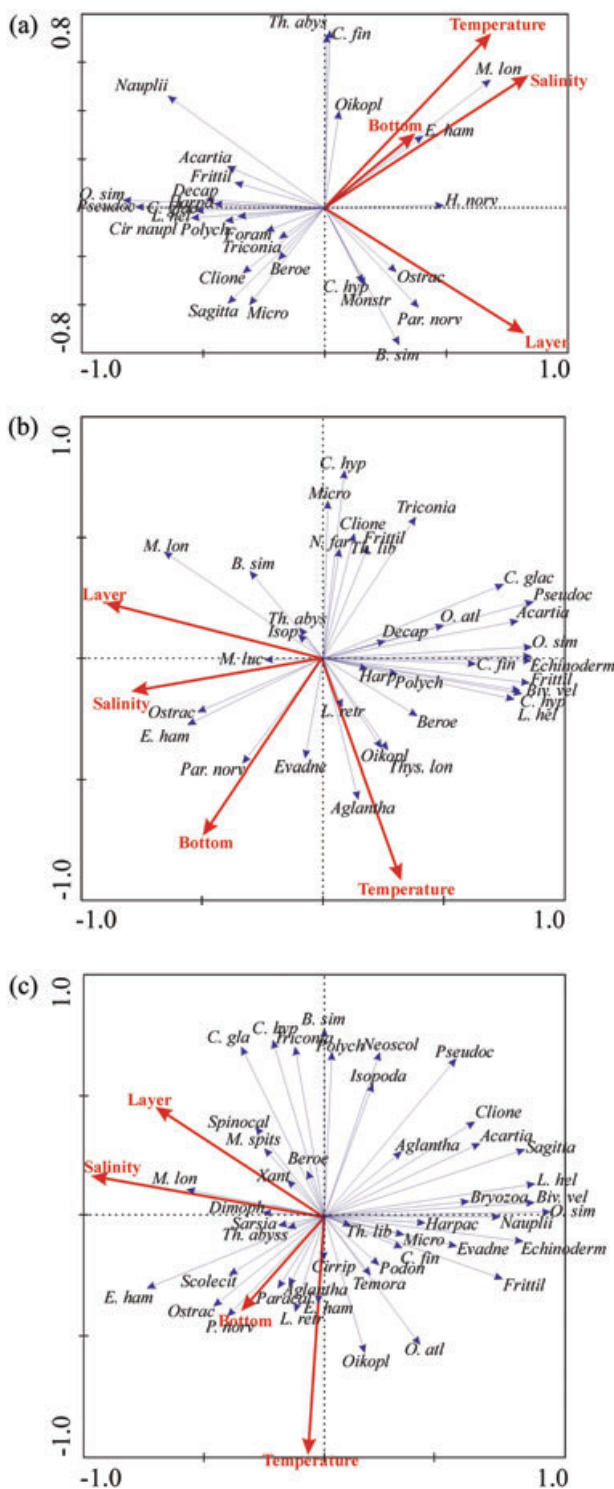 (a)
0.8
Th. abys
C. fin
Temperature
M. lon
Salinity
Nauplii
Oikopl
Bottom
E. ham
Acartia
Frittil
Decap
O. sim
Pseudoc
H. norv
L. hel
Cir naupl Polych
Foram
Triconia
Beroe
Clione
C. hyp
Ostrac
Monstr
Sagitta
Micro
Par. norv
Layer
B. sim
-0.8
-1.0
1.0
(b)
1.0
C. hyp
Micro
Triconia
Clione
N. far
Frittil
Th. lib
M. lon
B. sim
C. glac
Layer
Pseudoc
Th. abys
O. atl
Acartia
Isop
Decap
O. sim
M. luc
C. fin
Echinoderm
Harp
Polych
Frittil
Salinity
Biv. vel
Ostrac
L. retr
C. hyp
E. ham
Beroe
L. hel
Par. norv
Evadne
Oikopl
Thys. lon
Aglantha
Bottom
Temperature
-1.0
-1.0
1.0
(c)
1.0
B. sim
C. hyp
C. gla
Triconia
Polych
Neoscol
Pseudoc
Isopoda
Layer
Clione
Spinocal
M. spits
Aglantha
Acartia
Sagitta
Beroe
Salinity
M. lon
Xant
L. hel
Bryozoa
Biv. vel
Dimoph
O. sim
Sarsia
Th. lib
Harpac
Nauplii
Th. abyss
Micro
Echinoderm
C. fin
Evadne
Cirrip
Podon
Scolecit
Temora
Frittil
E. ham
Aglantha
Paracal
Ostrac
E. ham
P. norv
Bottom
L. retr
Oikopl
O. atl
Temperature
-1.0
-1.0
1.0